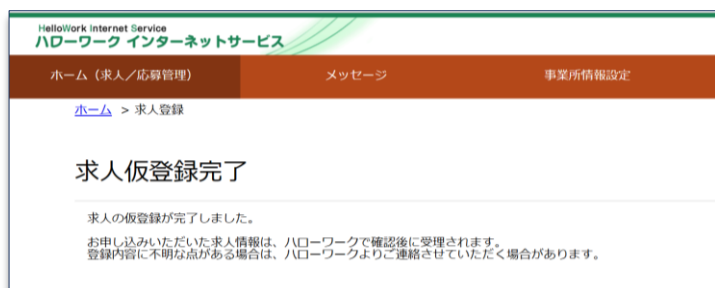 HelloWork Internet Service
ハローワーク インターネットサービス
ホーム（求人／応募管理） メッセージ 事業所情報設定
ホーム > 求人登録
求人仮登録完了
求人の仮登録が完了しました。
お申し込みいただいた求人情報は、ハローワークで確認後に受理されます。
登録内容に不明な点がある場合は、ハローワークよりご連絡させていただく場合があります。